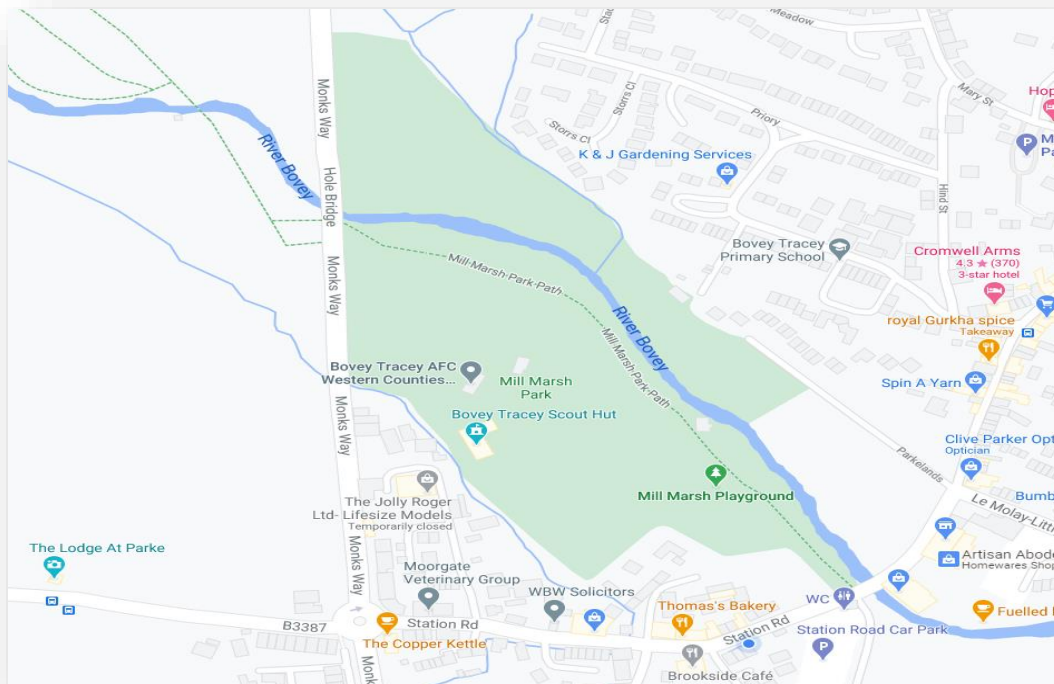 Meadow
Monks Way
Storrs Cl
Storrs Cl
Priory
Mary St
K & J Gardening Services
River Bovey
Hole Bridge
Hind St
Bovey Tracey
Primary School
Cromwell Arms
4.3 ★ (370)
3-star hotel
Monks Way
Mill-Marsh-Park-Path
River Bovey
royal Gurkha spice
Takeaway
Mill Marsh Park-Path
Bovey Tracey AFC
Western Counties...
Mill Marsh
Park
Spin A Yarn
Bovey Tracey Scout Hut
Monks Way
Clive Parker Opt
Optician
Parkelands
Mill Marsh Playground
The Jolly Roger
Ltd- Lifesize Models
Temporarily closed
Le Molay-Litt
The Lodge At Parke
Monks Way
Artisan Abode
Homewares Shop
Moorgate
Veterinary Group
WBW Solicitors
WC
Thomas's Bakery
Fuelled
B3387
Station Rd
Station Rd
Station Road Car Park
P
The Copper Kettle
Monk
Brookside Café
P